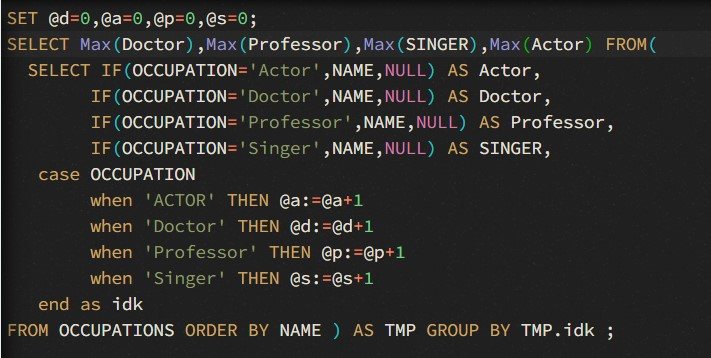 SET @d=0,@a=0,@p=0,@s=0;
SELECT Max(Doctor),Max(Professor),Max(SINGER),Max(Actor) FROM(
SELECT IF(OCCUPATION='Actor',NAME,NULL) AS Actor,
IF(OCCUPATION='Doctor',NAME,NULL) AS Doctor,
IF(OCCUPATION='Professor',NAME,NULL) AS Professor,
IF(OCCUPATION='Singer',NAME,NULL) AS SINGER,
case OCCUPATION
when 'ACTOR' THEN @a:=@a+1
when 'Doctor' THEN @d:=@d+1
when 'Professor' THEN @p:=@p+1
when 'Singer' THEN @s:=@s+1
end as idk
FROM OCCUPATIONS ORDER BY NAME ) AS TMP GROUP BY TMP.idk ;